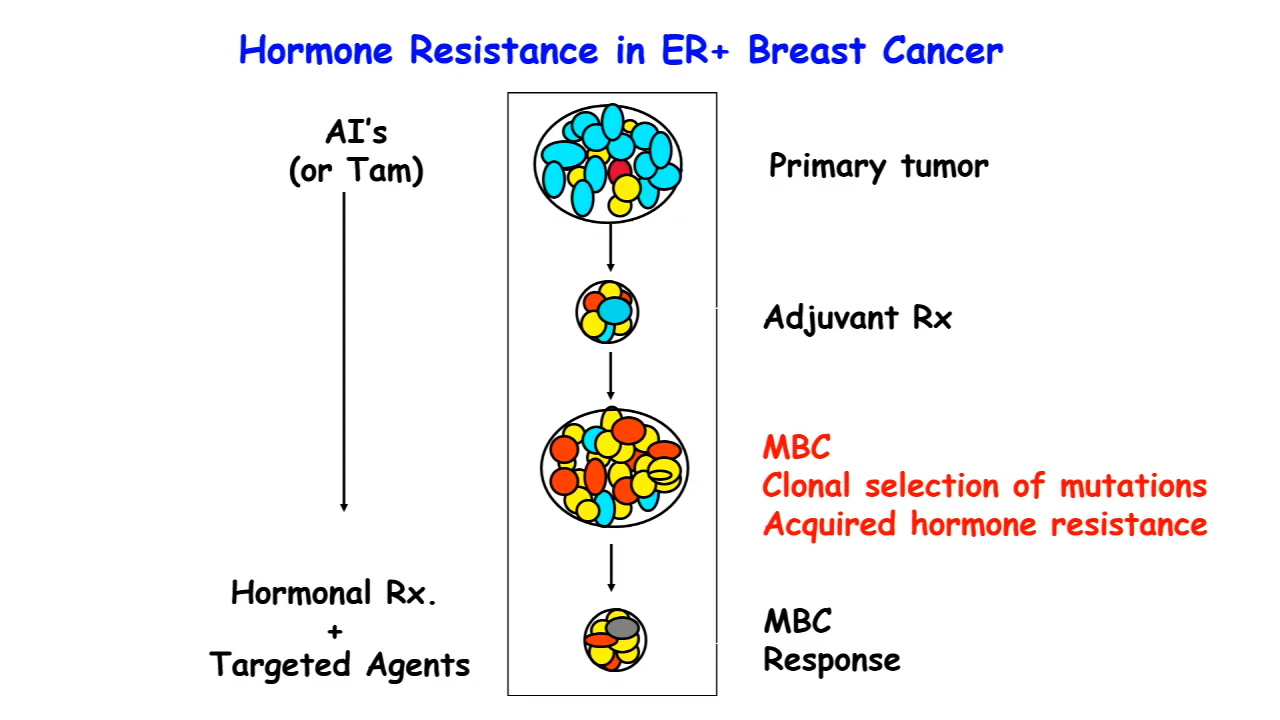 Hormone Resistance in ER+ Breast Cancer
AI's
(or Tam)
Primary tumor
Adjuvant Rx
MBC
Clonal selection of mutations
Acquired hormone resistance
Hormonal Rx.
+
Targeted Agents
MBC
Response